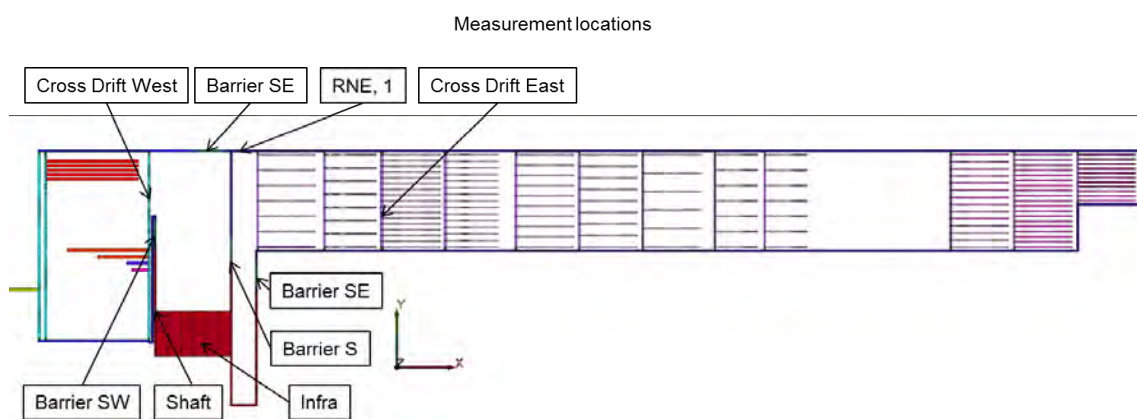 Measurement locations
Cross Drift West
Barrier SE
RNE, 1
Cross Drift East
Barrier SE
Barrier S
Y
Z
X
Barrier SW
Shaft
Infra